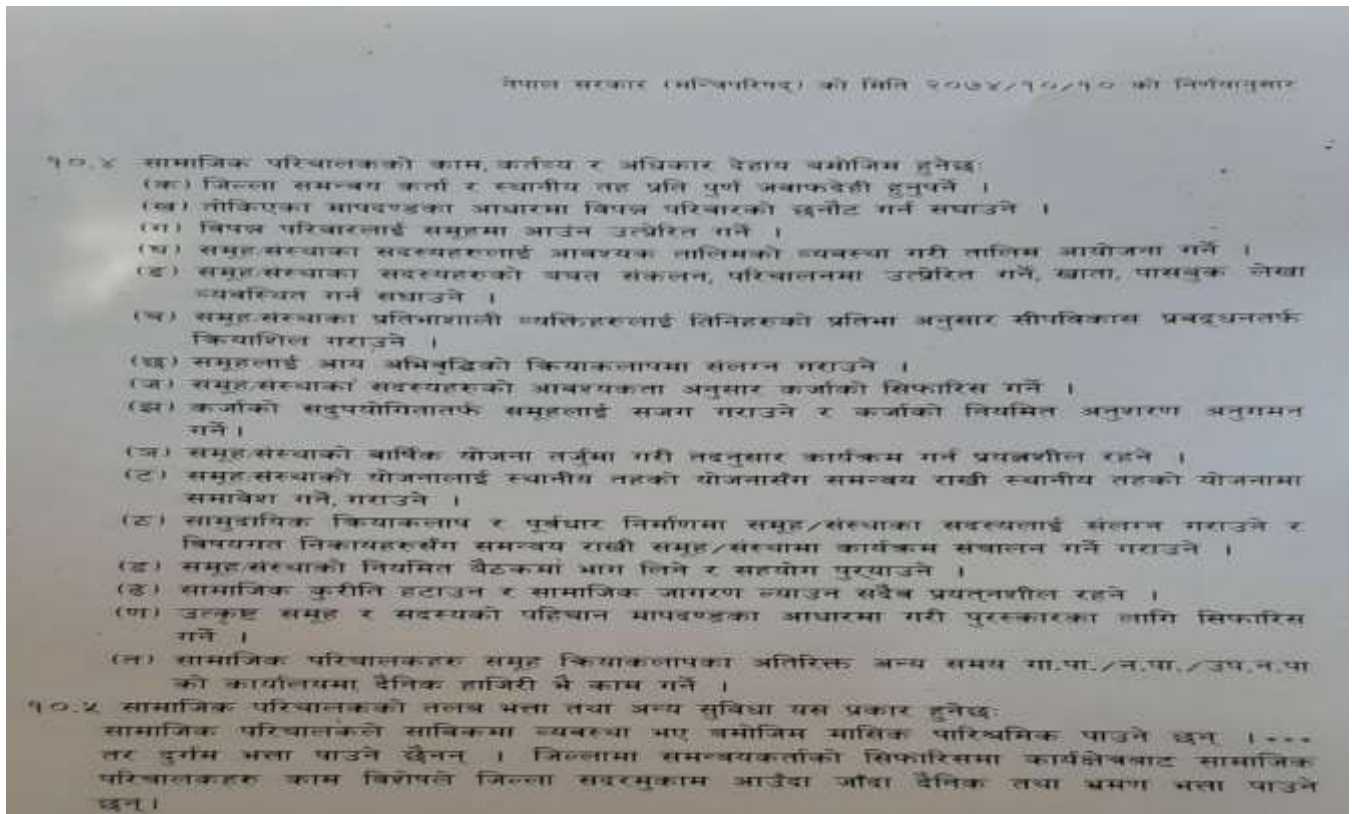 नेपाल सरकार (मन्त्रिपरिषद्) को मिति २०७४/१०/१० को निर्णयानुसार
१०.४ सामाजिक परिचालकको काम, कर्तव्य र अधिकार देहाय बमोजिम हुनेछः
(क) जिल्ला समन्वय कर्ता र स्थानीय तह प्रति पुर्ण जवाफदेही हुनुपर्ने ।
(ख) तोकिएका मापदण्डका आधारमा विपन्न परिवारको छनौट गर्न सघाउने ।
(ग) विपन्न परिवारलाई समूहमा आउन उत्प्रेरित गर्ने ।
(घ) समूह/संस्थाका सदस्यहरुलाई आवश्यक तालिमको व्यवस्था गरी तालिम आयोजना गर्ने ।
(ङ) समूह/संस्थाका सदस्यहरुको बचत संकलन, परिचालनमा उत्प्रेरित गर्ने, खाता, पासबुक लेखा
व्यवस्थित गर्न सघाउने ।
(च) समूह/संस्थाका प्रतिभाशाली व्यक्तिहरुलाई तिनिहरुको प्रतिभा अनुसार सीपविकास प्रबद्धनतर्फ
क्रियाशिल गराउने ।
(छ) समूहलाई आय अभिबृद्धिको क्रियाकलापमा संलग्न गराउने ।
(ज) समूह/संस्थाका सदस्यहरुको आवश्यकता अनुसार कर्जाको सिफारिस गर्ने ।
(झ) कर्जाको सदुपयोगितातर्फ समूहलाई सजग गराउने र कर्जाको नियमित अनुशरण अनुगमन
गर्ने ।
(ञ) समूह/संस्थाको बार्षिक योजना तर्जुमा गरी तदनुसार कार्यक्रम गर्न प्रयत्नशील रहने ।
(ट) समूह/संस्थाको योजनालाई स्थानीय तहको योजनासँग समन्वय राखी स्थानीय तहको योजनामा
समावेश गर्ने, गराउने ।
(ठ) सामुदायिक क्रियाकलाप र पूर्वधार निर्माणमा समूह/संस्थाका सदस्यलाई संलग्न गराउने र
बिषयगत निकायहरुसँग समन्वय राखी समूह/संस्थामा कार्यक्रम संचालन गर्ने गराउने ।
(ड) समूह/संस्थाको नियमित बैठकमा भाग लिने र सहयोग पुरयाउने ।
(ढ) सामाजिक कुरीति हटाउन र सामाजिक जागरण ल्याउन सदैब प्रयत्नशील रहने ।
(ण) उत्कृष्ट समूह र सदस्यको पहिचान मापदण्डका आधारमा गरी पुरस्कारका लागि सिफारिस
गर्ने ।
(त) सामाजिक परिचालकहरु समूह क्रियाकलापका अतिरिक्त अन्य समय गा.पा./न.पा./उप.न.पा
को कार्यालयमा दैनिक हाजिरी भै काम गर्ने ।
१०.५ सामाजिक परिचालकको तलब भत्ता तथा अन्य सुविधा यस प्रकार हुनेछः
सामाजिक परिचालकले साबिकमा व्यवस्था भए बमोजिम मासिक पारिश्रमिक पाउने छन् ।***
तर दुर्गम भत्ता पाउने छैनन् । जिल्लामा समन्वयकर्ताको सिफारिसमा कार्यक्षेत्रबाट सामाजिक
परिचालकहरु काम बिशेषले जिल्ला सदरमुकाम आउँदा जाँदा दैनिक तथा भ्रमण भत्ता पाउने
छन् ।